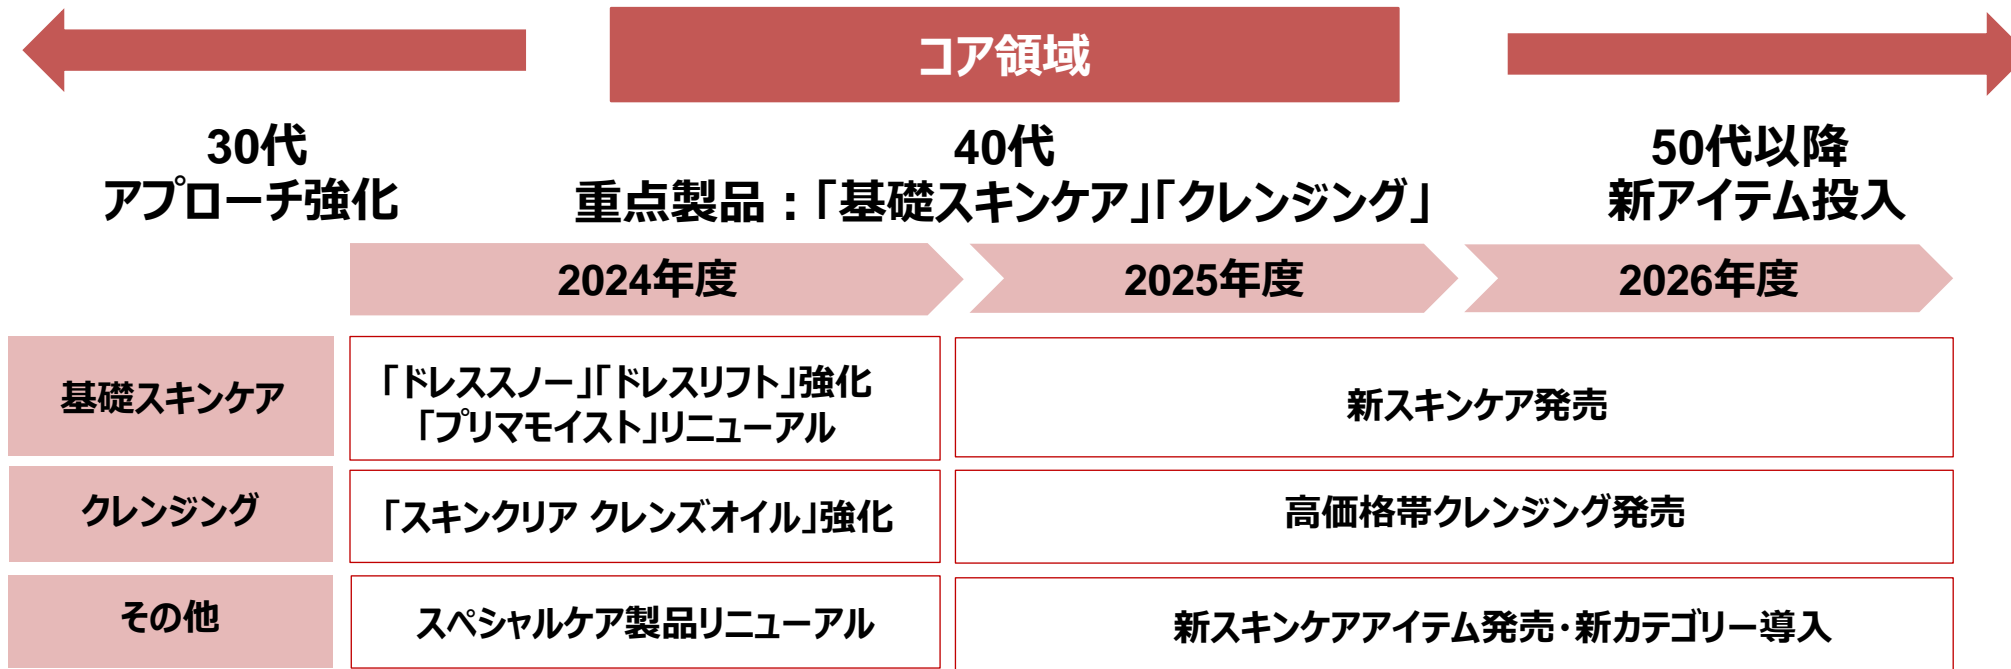 コア領域
30代
アプローチ強化
40代
重点製品：「基礎スキンケア」「クレンジング」
50代以降
新アイテム投入
2024年度
2025年度
2026年度
基礎スキンケア
「ドレススノー」「ドレスリフト」強化
「プリマモイスト」リニューアル
新スキンケア発売
クレンジング
「スキンクリア クレンズオイル」強化
高価格帯クレンジング発売
その他
スペシャルケア製品リニューアル
新スキンケアアイテム発売・新カテゴリー導入